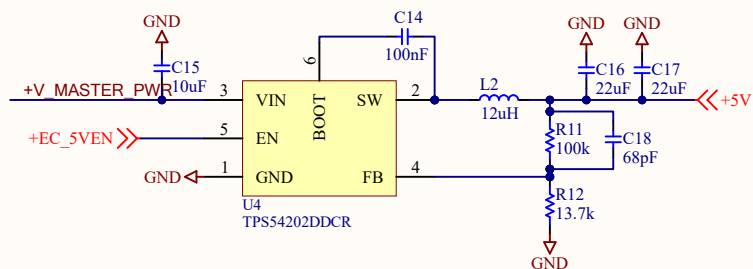 GND
C14
GND
GND
C15
10uF
6
100nF
C16
22uF
C17
22uF
+V_MASTER_PWR
3
VIN
BOOT
SW
2
L2
12uH
+5V
+EC_5VEN
5
EN
R11
100k
C18
68pF
GND
1
GND
FB
4
U4
TPS54202DDCR
R12
13.7k
GND